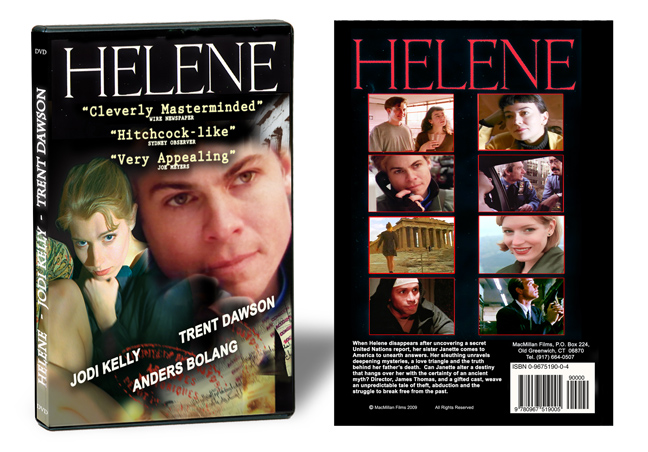 DVD
HELENE - JODI KELLY - TRENT DAWSON
DVD
HELENE
"Cleverly Masterminded"
WIRE NEWSPAPER
"Hitchcock-like"
SYDNEY OBSERVER
"Very Appealing"
JOE MEYERS
TRENT DAWSON
JODI KELLY
ANDERS BOLANG
HELENE
When Helene disappears after uncovering a secret
United Nations report, her sister Janette comes to
America to unearth answers. Her sleuthing unravels
deepening mysteries, a love triangle and the truth
behind her father's death.  Can Janette alter a destiny
that hangs over her with the certainty of an ancient
myth? Director, James Thomas, and a gifted cast, weave
an unpredictable tale of theft, abduction and the
struggle to break free from the past.
© MacMillan Films 2009
All Rights Reserved
MacMillan Films, P.O. Box 224,
Old Greenwich, CT  06870
Tel. (917) 664-0507
ISBN 0-9675190-0-4
90000
9 780967 519005